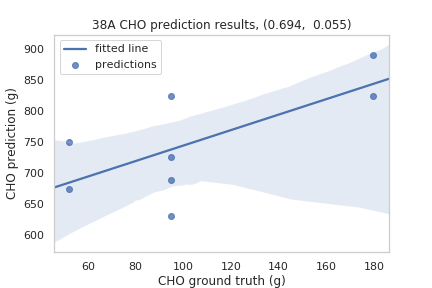 38A CHO prediction results, (0.694,  0.055)
fitted line
predictions
CHO prediction (g)
900
850
800
750
700
650
600
60 80 100 120 140 160 180
CHO ground truth (g)